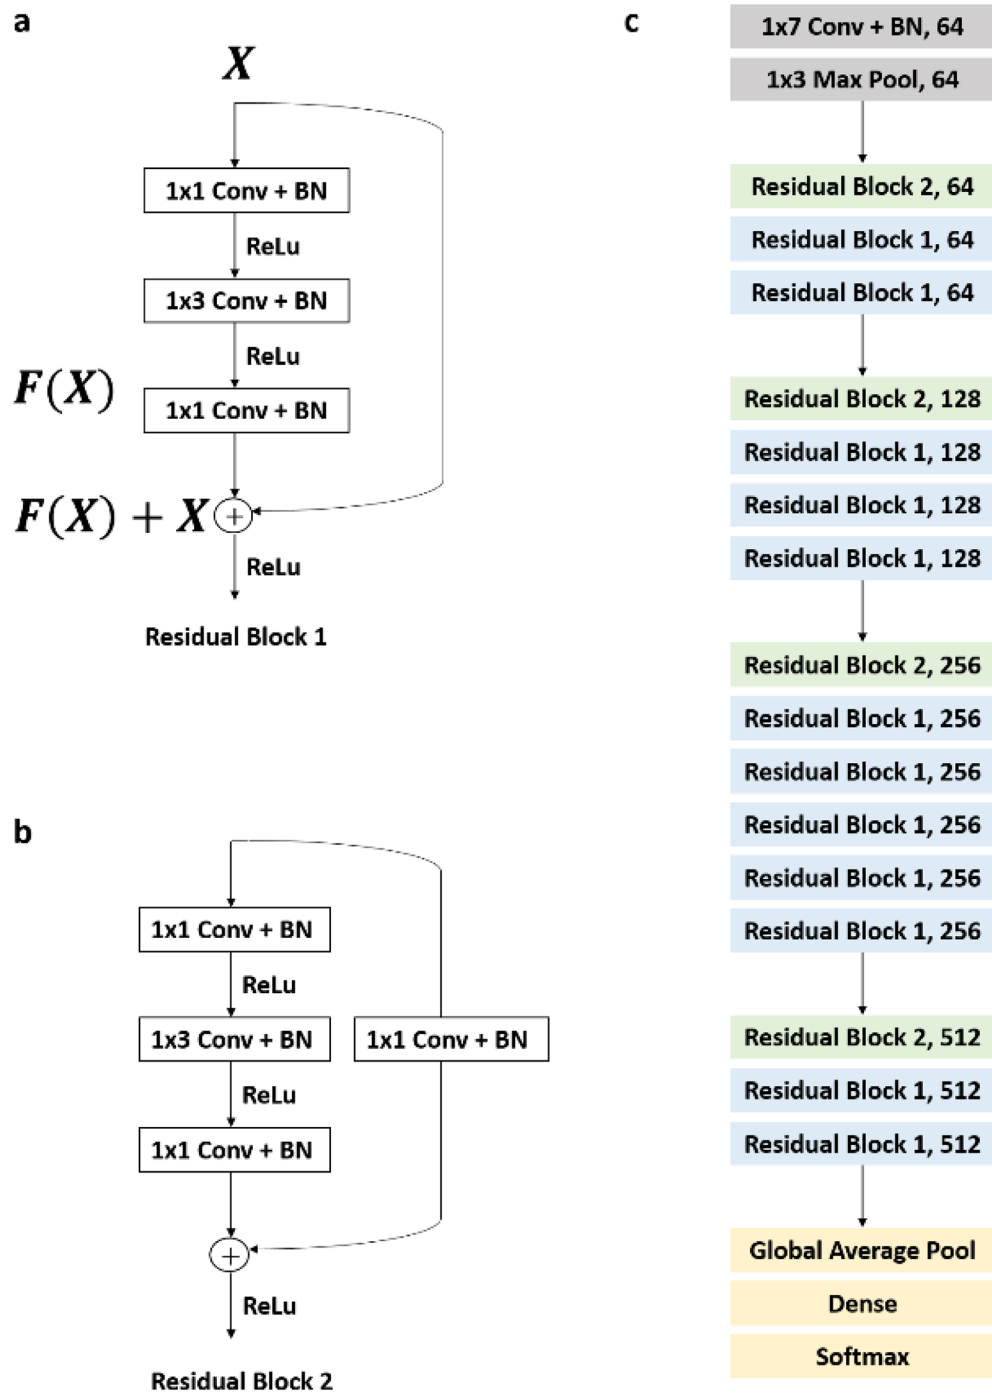 a
X
1x1 Conv + BN
ReLu
1x3 Conv + BN
ReLu
F(X)
1x1 Conv + BN
F(X) + X
+
ReLu
Residual Block 1
b
1x1 Conv + BN
ReLu
1x3 Conv + BN
1x1 Conv + BN
ReLu
1x1 Conv + BN
+
ReLu
Residual Block 2
c
1x7 Conv + BN, 64
1x3 Max Pool, 64
Residual Block 2, 64
Residual Block 1, 64
Residual Block 1, 64
Residual Block 2, 128
Residual Block 1, 128
Residual Block 1, 128
Residual Block 1, 128
Residual Block 2, 256
Residual Block 1, 256
Residual Block 1, 256
Residual Block 1, 256
Residual Block 1, 256
Residual Block 1, 256
Residual Block 2, 512
Residual Block 1, 512
Residual Block 1, 512
Global Average Pool
Dense
Softmax